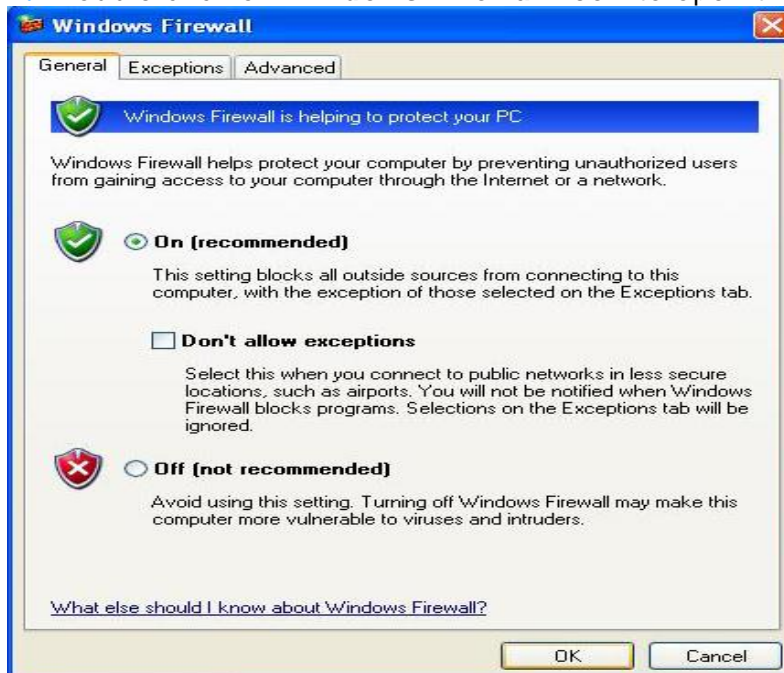 Windows Firewall
General Exceptions Advanced
Windows Firewall is helping to protect your PC
Windows Firewall helps protect your computer by preventing unauthorized users
from gaining access to your computer through the Internet or a network.
On (recommended)
This setting blocks all outside sources from connecting to this
computer, with the exception of those selected on the Exceptions tab.
Don't allow exceptions
Select this when you connect to public networks in less secure
locations, such as airports. You will not be notified when Windows
Firewall blocks programs. Selections on the Exceptions tab will be
ignored.
Off (not recommended)
Avoid using this setting. Turning off Windows Firewall may make this
computer more vulnerable to viruses and intruders.
What else should I know about Windows Firewall?
OK Cancel